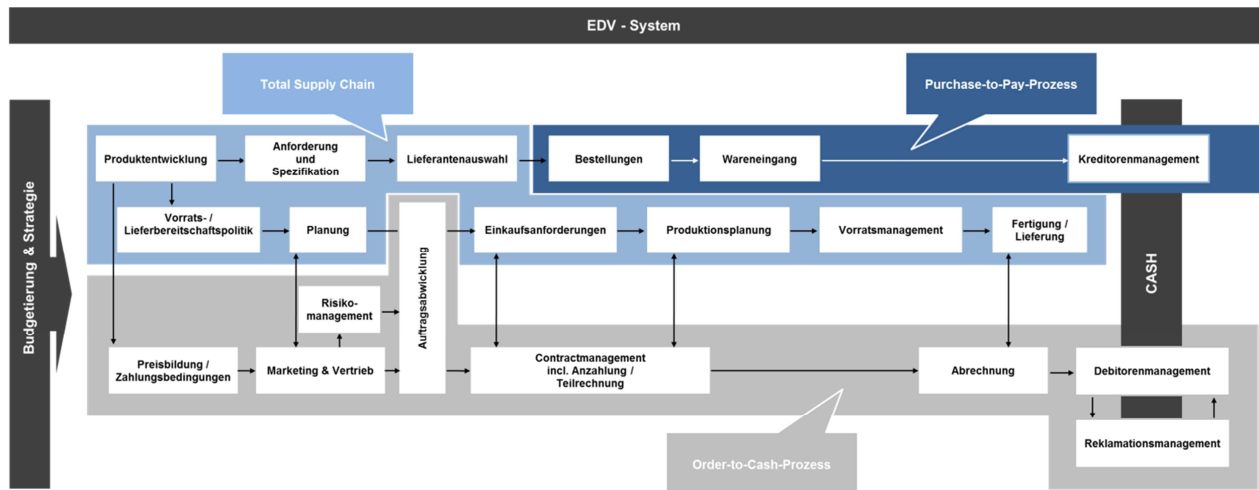 EDV - System
Total Supply Chain
Purchase-to-Pay-Prozess
Budgetierung & Strategie
Produktentwicklung
Anforderung
und
Spezifikation
Lieferantenauswahl
Bestellungen
Wareneingang
Kreditorenmanagement
Vorrats- /
Lieferbereitschaftspolitik
Planung
Auftragsabwicklung
Einkaufsanforderungen
Produktionsplanung
Vorratsmanagement
Fertigung /
Lieferung
CASH
Risiko-
management
Preisbildung /
Zahlungsbedingungen
Marketing & Vertrieb
Contractmanagement
incl. Anzahlung /
Teilrechnung
Abrechnung
Debitorenmanagement
Reklamationsmanagement
Order-to-Cash-Prozess